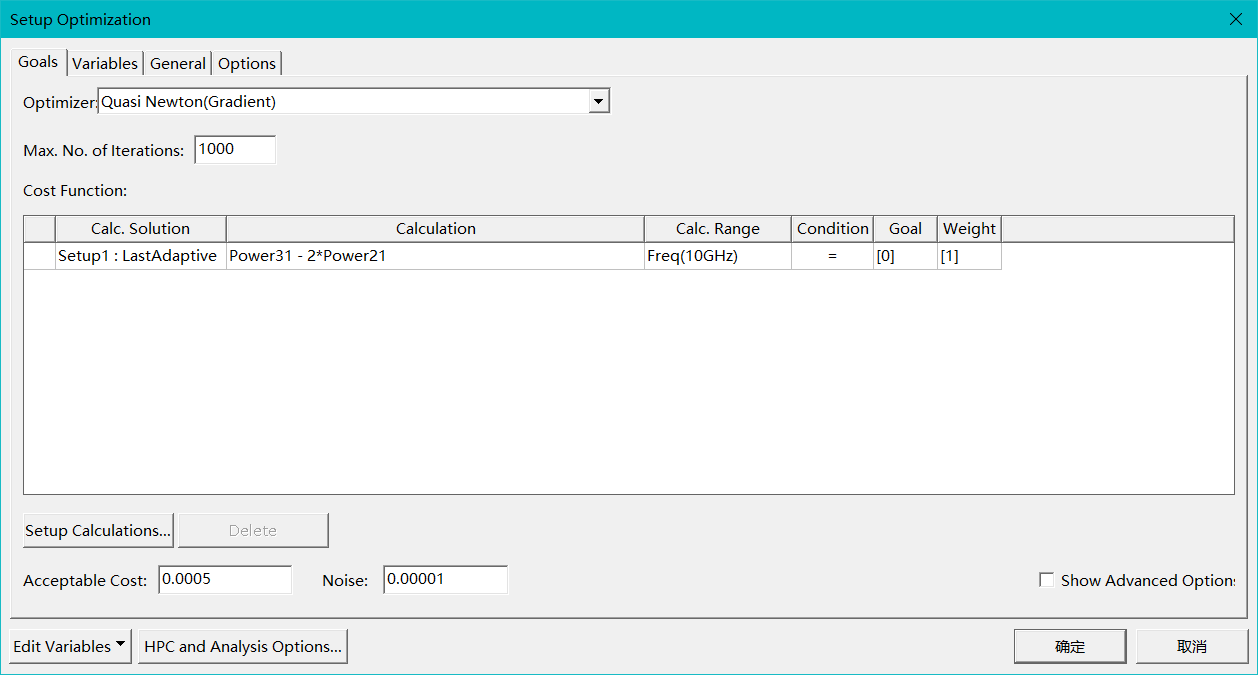 Setup Optimization
Goals Variables General Options
Optimizer: Quasi Newton(Gradient)
Max. No. of Iterations: 1000
Cost Function:
Calc. Solution Calculation Calc. Range Condition Goal Weight
Setup1 : LastAdaptive Power31 - 2*Power21 Freq(10GHz) = [0] [1]
Setup Calculations... Delete
Acceptable Cost: 0.0005 Noise: 0.00001 Show Advanced Option
Edit Variables HPC and Analysis Options... 确定 取消